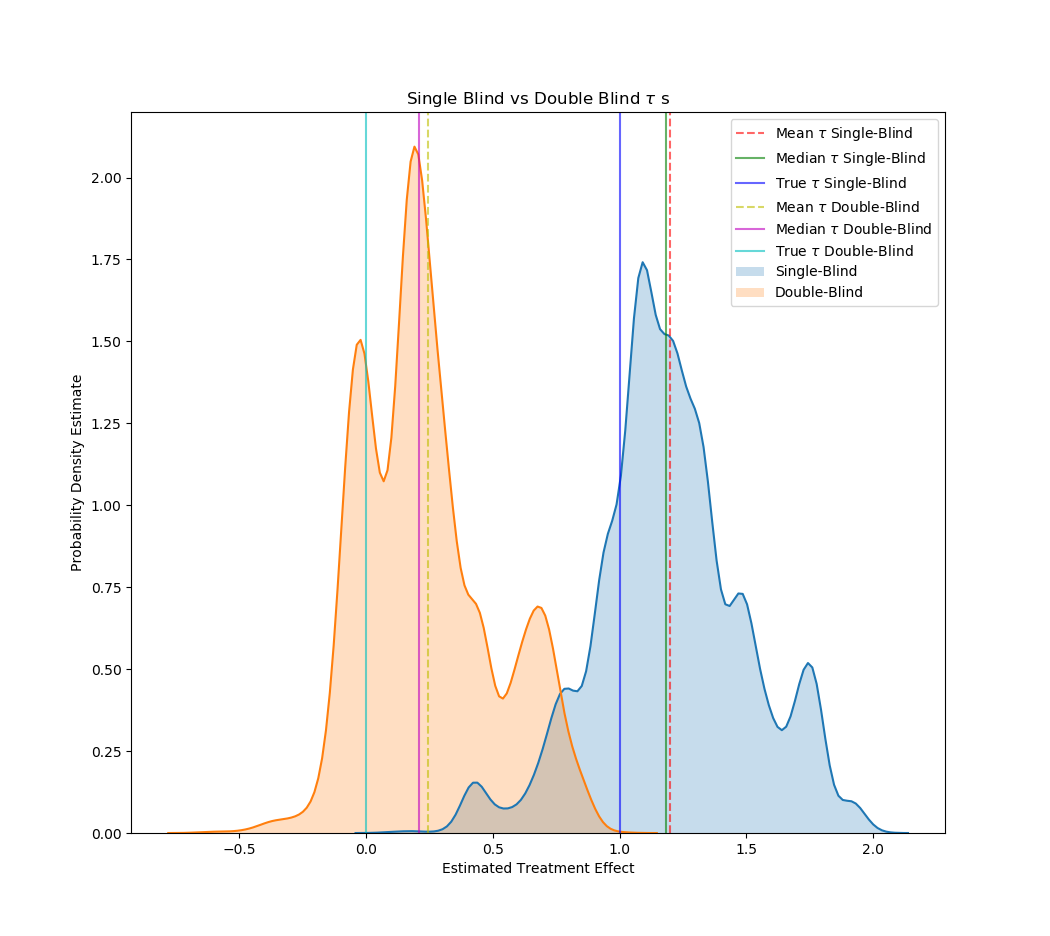 Single Blind vs Double Blind τ s
Mean τ Single-Blind
Median τ Single-Blind
True τ Single-Blind
Mean τ Double-Blind
Median τ Double-Blind
True τ Double-Blind
Single-Blind
Double-Blind
Probability Density Estimate
2.00
1.75
1.50
1.25
1.00
0.75
0.50
0.25
0.00
−0.5 0.0 0.5 1.0 1.5 2.0
Estimated Treatment Effect